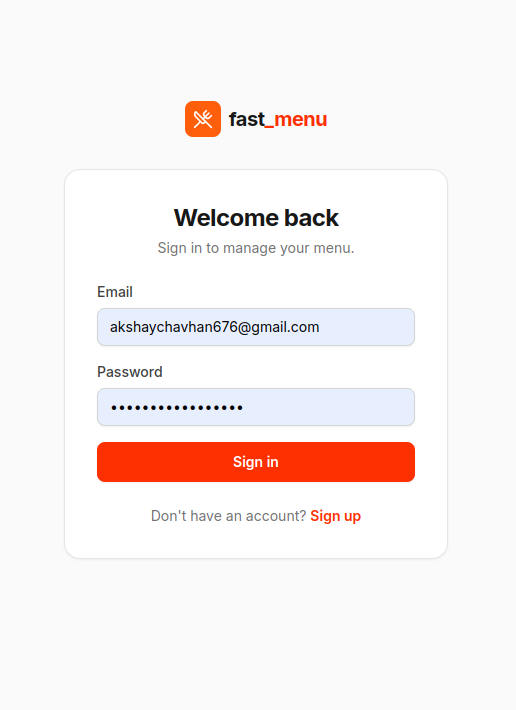 fast_menu
Welcome back
Sign in to manage your menu.
Email
akshaychavhan676@gmail.com
Password
•••••••••••••••••
Sign in
Don't have an account? Sign up